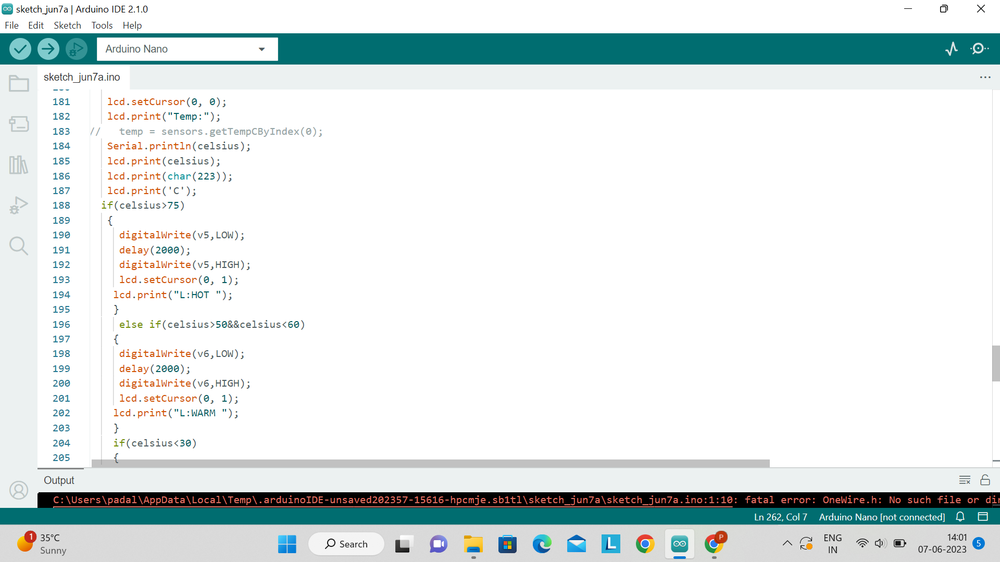 sketch_jun7a | Arduino IDE 2.1.0
File Edit Sketch Tools Help
Arduino Nano
sketch_jun7a.ino
181 lcd.setCursor(0, 0);
182 lcd.print("Temp:");
183 // temp = sensors.getTempCByIndex(0);
184 Serial.println(celsius);
185 lcd.print(celsius);
186 lcd.print(char(223));
187 lcd.print('C');
188 if(celsius>75)
189 {
190 digitalWrite(v5,LOW);
191 delay(2000);
192 digitalWrite(v5,HIGH);
193 lcd.setCursor(0, 1);
194 lcd.print("L:HOT ");
195 }
196 else if(celsius>50&&celsius<60)
197 {
198 digitalWrite(v6,LOW);
199 delay(2000);
200 digitalWrite(v6,HIGH);
201 lcd.setCursor(0, 1);
202 lcd.print("L:WARM ");
203 }
204 if(celsius<30)
205 {
Output
C:\Users\padal\AppData\Local\Temp\.arduinoIDE-unsaved202357-15616-hpcmje.sb1tl\sketch_jun7a\sketch_jun7a.ino:1:10: fatal error: OneWire.h: No such file or dir
Ln 262, Col 7 Arduino Nano [not connected]
1 35°C
Sunny
Search
L
P
ENG
IN
14:01
07-06-2023
5